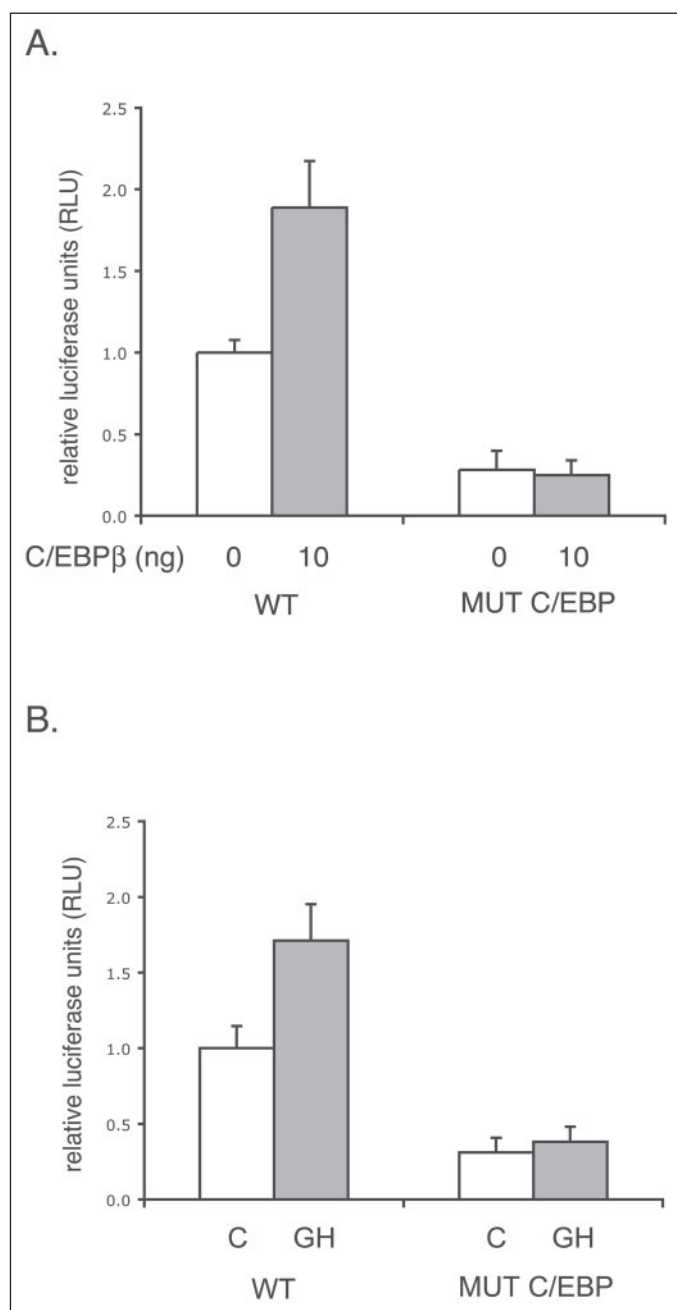 A.
relative luciferase units (RLU)
2.5
2.0
1.5
1.0
0.5
0.0
C/EBPβ (ng) 0 10 0 10
WT MUT C/EBP
B.
relative luciferase units (RLU)
2.5
2.0
1.5
1.0
0.5
0.0
C GH C GH
WT MUT C/EBP